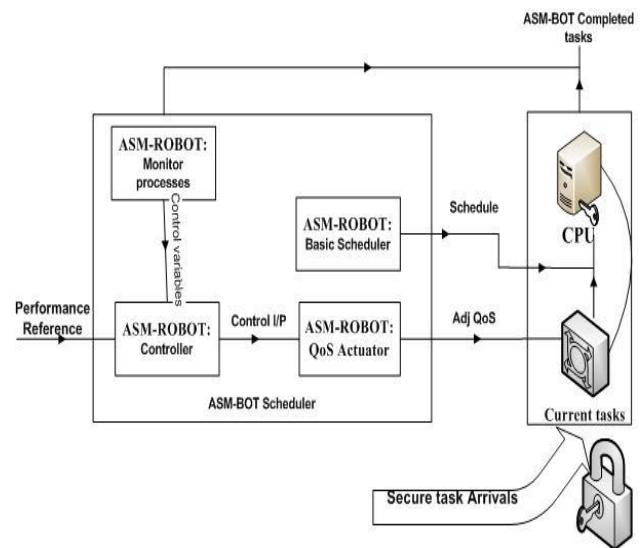 ASM-BOT Completed
tasks
ASM-ROBOT:
Monitor
processes
Control variables
ASM-ROBOT:
Basic Scheduler
Schedule
CPU
Performance
Reference
ASM-ROBOT:
Controller
Control I/P
ASM-ROBOT:
QoS Actuator
Adj QoS
Current tasks
ASM-BOT Scheduler
Secure task Arrivals